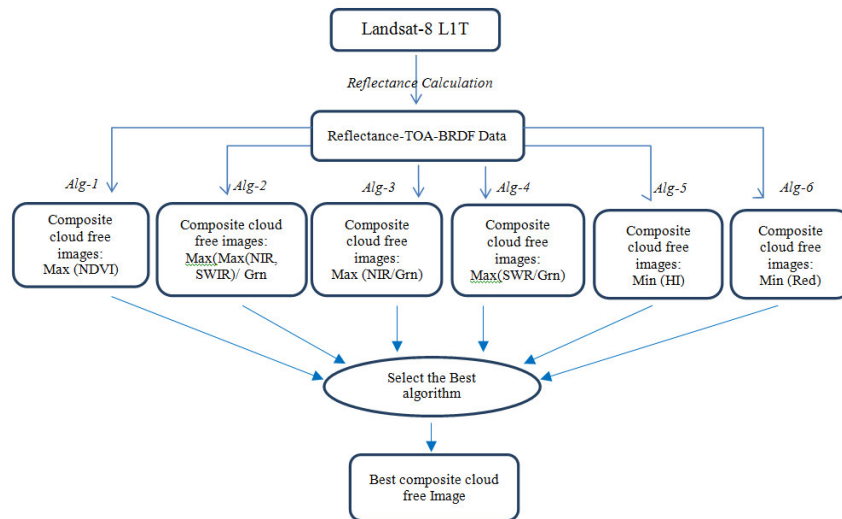 Landsat-8 L1T
Reflectance Calculation
Reflectance-TOA-BRDF Data
Alg-1
Alg-2
Alg-3
Alg-4
Alg-5
Alg-6
Composite
cloud free
images:
Max (NDVI)
Composite cloud
free images:
Max(Max(NIR,
SWIR)/ Grn
Composite
cloud free
images:
Max (NIR/Grn)
Composite
cloud free
images:
Max(SWR/Grn)
Composite
cloud free
images:
Min (HI)
Composite
cloud free
images:
Min (Red)
Select the Best
algorithm
Best composite cloud
free Image